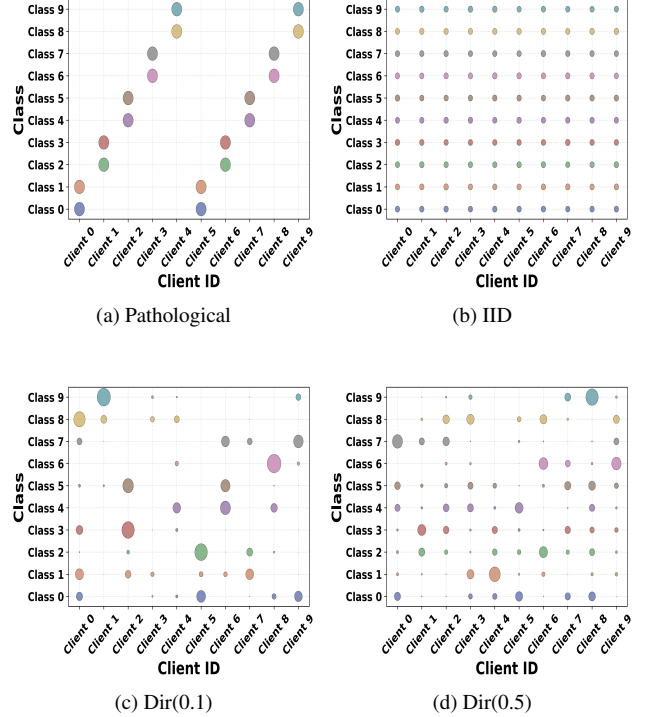 Class 9
Class 8
Class 7
Class 6
Class 5
Class 4
Class 3
Class 2
Class 1
Class 0
Class
Client 0
Client 1
Client 2
Client 3
Client 4
Client 5
Client 6
Client 7
Client 8
Client 9
Client ID
(a) Pathological
Class 9
Class 8
Class 7
Class 6
Class 5
Class 4
Class 3
Class 2
Class 1
Class 0
Class
Client 0
Client 1
Client 2
Client 3
Client 4
Client 5
Client 6
Client 7
Client 8
Client 9
Client ID
(b) IID
Class 9
Class 8
Class 7
Class 6
Class 5
Class 4
Class 3
Class 2
Class 1
Class 0
Class
Client 0
Client 1
Client 2
Client 3
Client 4
Client 5
Client 6
Client 7
Client 8
Client 9
Client ID
(c) Dir(0.1)
Class 9
Class 8
Class 7
Class 6
Class 5
Class 4
Class 3
Class 2
Class 1
Class 0
Class
Client 0
Client 1
Client 2
Client 3
Client 4
Client 5
Client 6
Client 7
Client 8
Client 9
Client ID
(d) Dir(0.5)